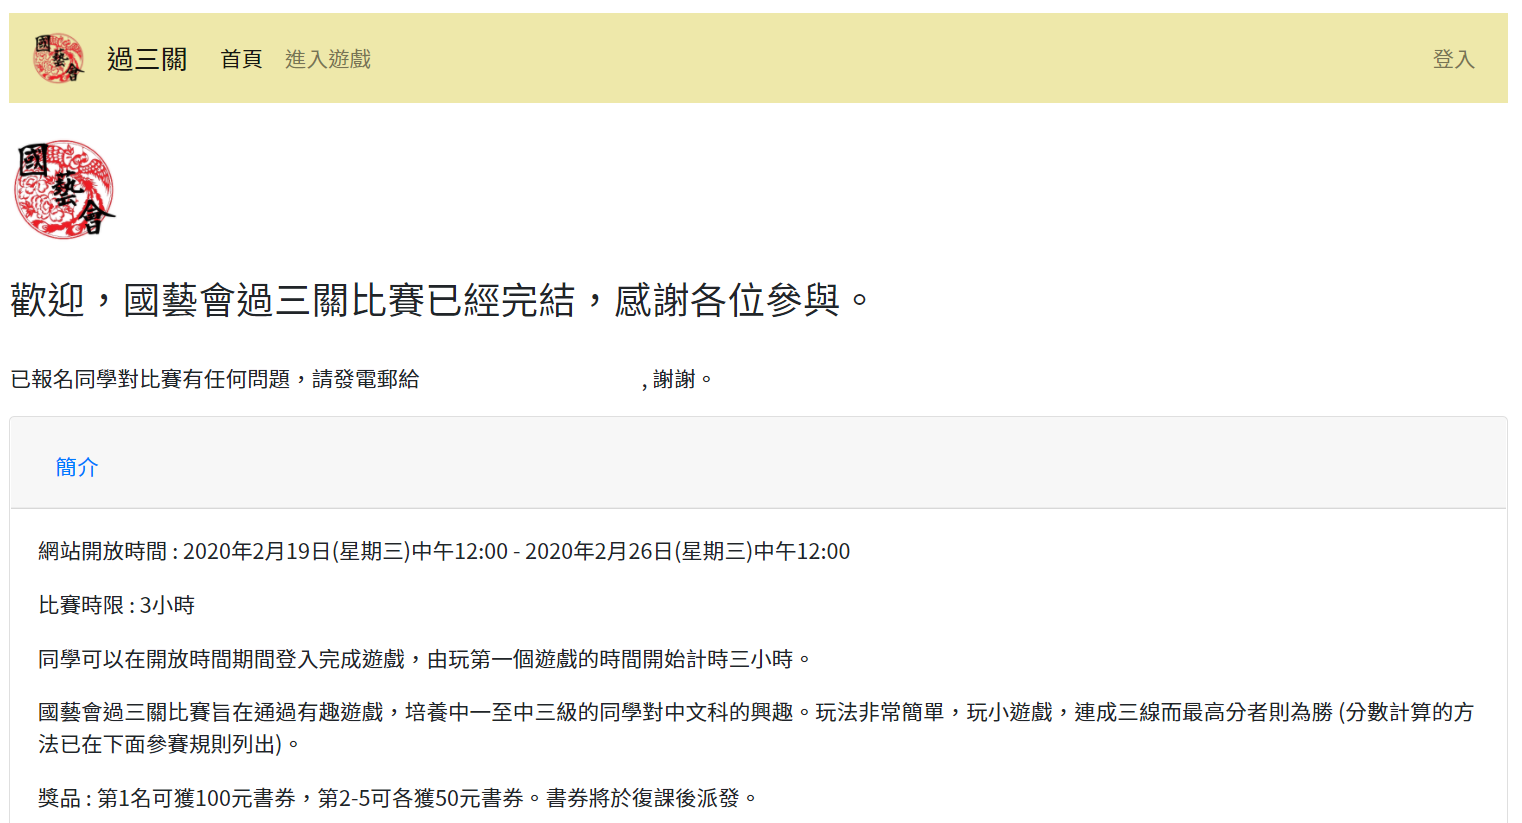 國藝會 過三關 首頁 進入遊戲 登入
國藝會
歡迎，國藝會過三關比賽已經完結，感謝各位參與。
已報名同學對比賽有任何問題，請發電郵給 , 謝謝。
簡介
網站開放時間 : 2020年2月19日(星期三)中午12:00 - 2020年2月26日(星期三)中午12:00
比賽時限 : 3小時
同學可以在開放時間期間登入完成遊戲，由玩第一個遊戲的時間開始計時三小時。
國藝會過三關比賽旨在通過有趣遊戲，培養中一至中三級的同學對中文科的興趣。玩法非常簡單，玩小遊戲，連成三線而最高分者則為勝 (分數計算的方
法已在下面參賽規則列出)。
獎品 : 第1名可獲100元書券，第2-5可各獲50元書券。書券將於復課後派發。